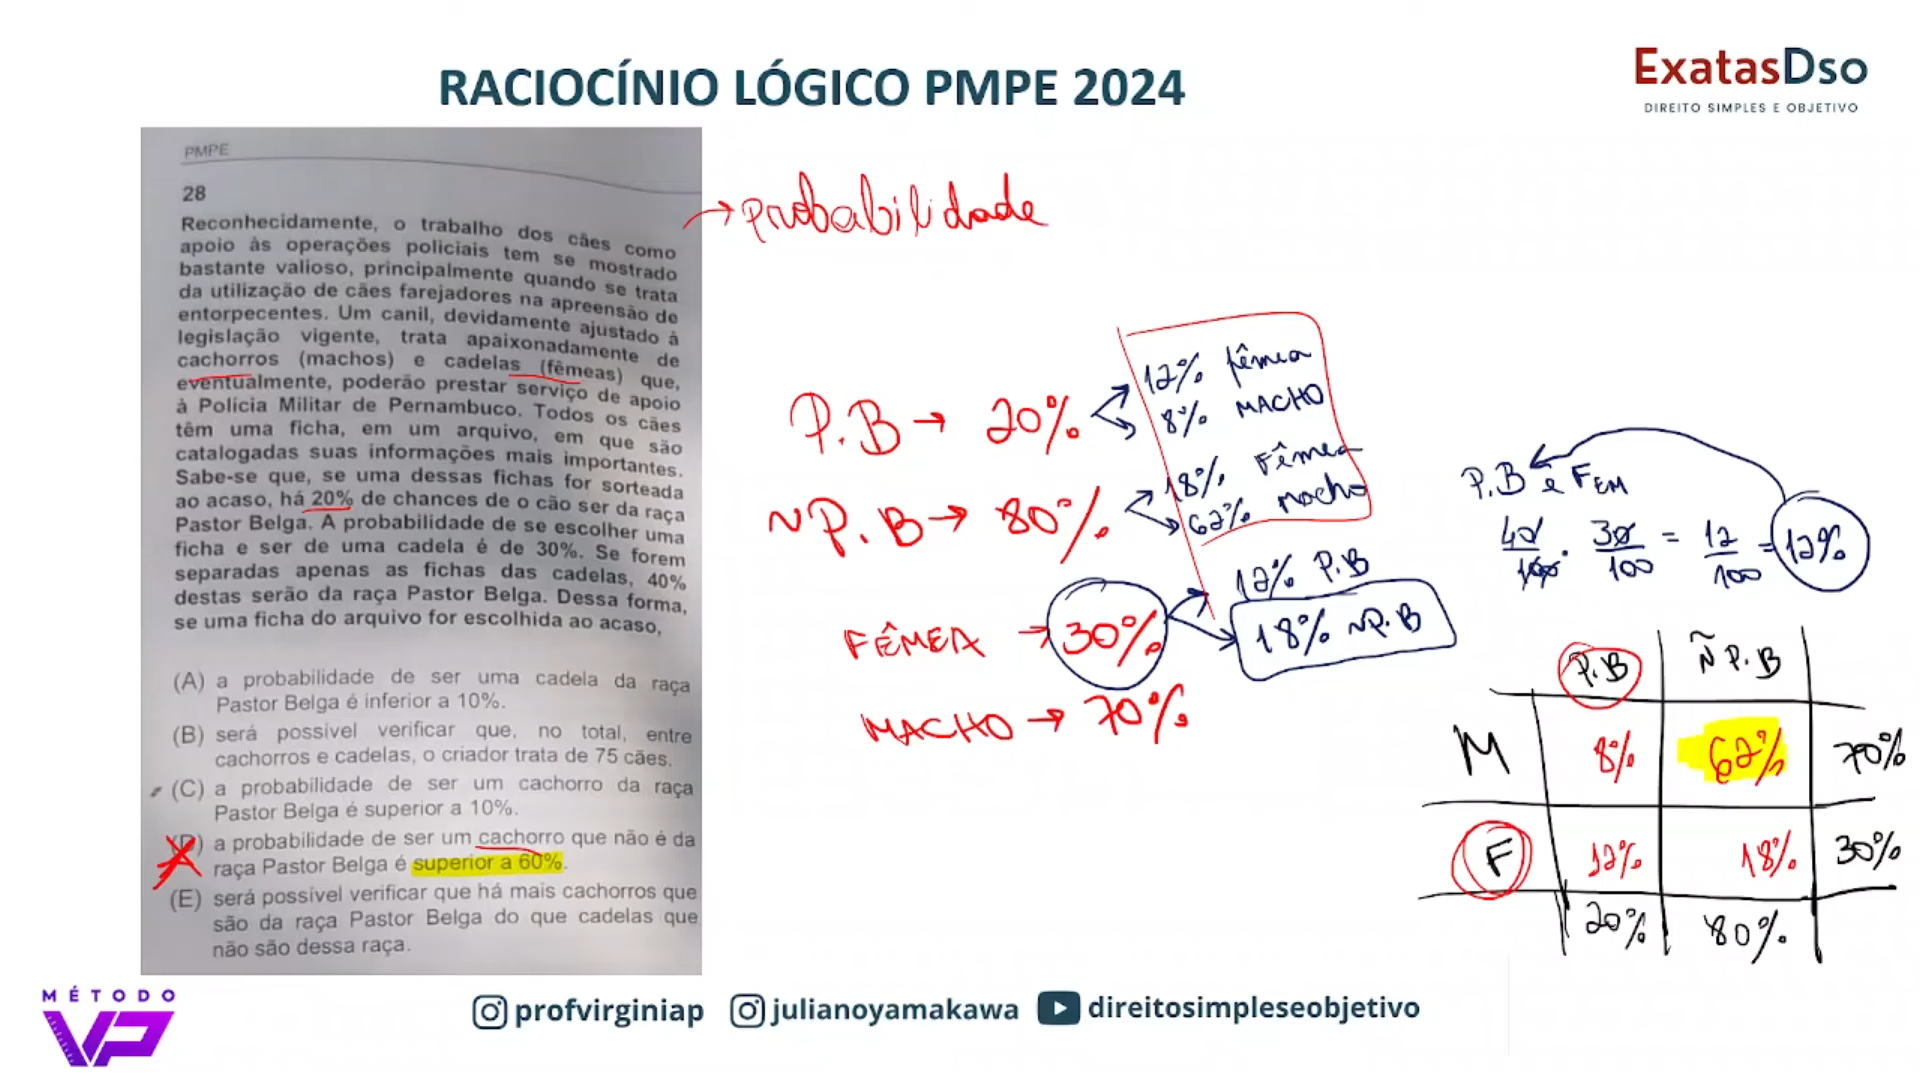 RACIOCÍNIO LÓGICO PMPE 2024
ExatasDso
DIREITO SIMPLES E OBJETIVO
PMPE
28
Reconhecidamente, o trabalho dos cães como
apoio às operações policiais tem se mostrado
bastante valioso, principalmente quando se trata
da utilização de cães farejadores na apreensão de
entorpecentes. Um canil, devidamente ajustado à
legislação vigente, trata apaixonadamente de
cachorros (machos) e cadelas (fêmeas) que,
eventualmente, poderão prestar serviço de apoio
à Polícia Militar de Pernambuco. Todos os cães
têm uma ficha, em um arquivo, em que são
catalogadas suas informações mais importantes.
Sabe-se que, se uma dessas fichas for sorteada
ao acaso, há 20% de chances de o cão ser da raça
Pastor Belga. A probabilidade de se escolher uma
ficha e ser de uma cadela é de 30%. Se forem
separadas apenas as fichas das cadelas, 40%
destas serão da raça Pastor Belga. Dessa forma,
se uma ficha do arquivo for escolhida ao acaso,
(A) a probabilidade de ser uma cadela da raça
Pastor Belga é inferior a 10%.
(B) será possível verificar que, no total, entre
cachorros e cadelas, o criador trata de 75 cães.
(C) a probabilidade de ser um cachorro da raça
Pastor Belga é superior a 10%.
(D) a probabilidade de ser um cachorro que não é da
raça Pastor Belga é superior a 60%.
(E) será possível verificar que há mais cachorros que
são da raça Pastor Belga do que cadelas que
não são dessa raça.
→ probabilidade
P.B → 20%
12% fêmea
8% MACHO
~P.B → 80%
18% Fêmea
62% macho
FÊMEA → 30%
12% P.B
18% ~P.B
MACHO → 70%
P.B e FEM
40/100 . 30/100 = 12/100 = 12%
P.B Ñ P.B
M 8% 62% 70%
F 12% 18% 30%
20% 80%
MÉTODO
VP
profvirginiap julianoyamakawa direitosimpleseobjetivo